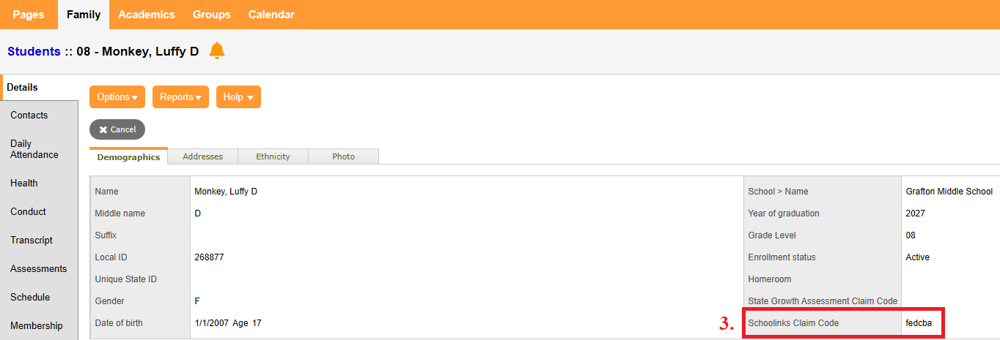 Pages Family Academics Groups Calendar
Students :: 08 - Monkey, Luffy D
Details
Contacts
Daily
Attendance
Health
Conduct
Transcript
Assessments
Schedule
Membership
Options Reports Help
Cancel
Demographics Addresses Ethnicity Photo
Name Monkey, Luffy D
Middle name D
Suffix
Local ID 268877
Unique State ID
Gender F
Date of birth 1/1/2007 Age 17
School > Name Grafton Middle School
Year of graduation 2027
Grade Level 08
Enrollment status Active
Homeroom
State Growth Assessment Claim Code
3. Schoolinks Claim Code fedcba